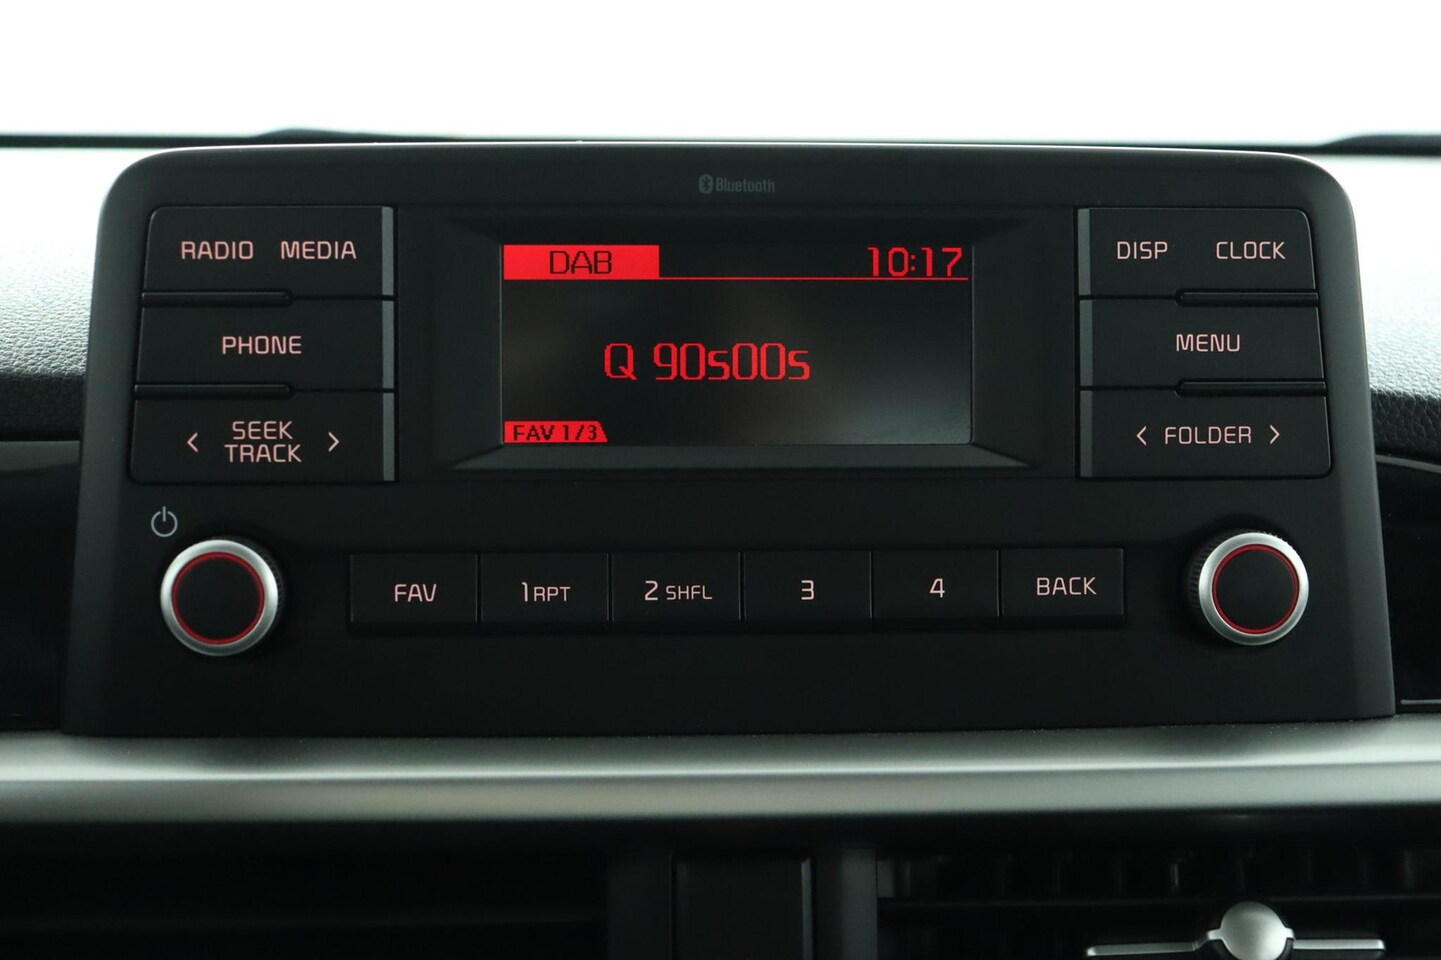 Bluetooth
RADIO MEDIA
DAB 10:17
DISP CLOCK
PHONE
Q 90s00s
MENU
< SEEK TRACK >
FAV 1/3
< FOLDER >
FAV 1 RPT 2 SHFL 3 4 BACK